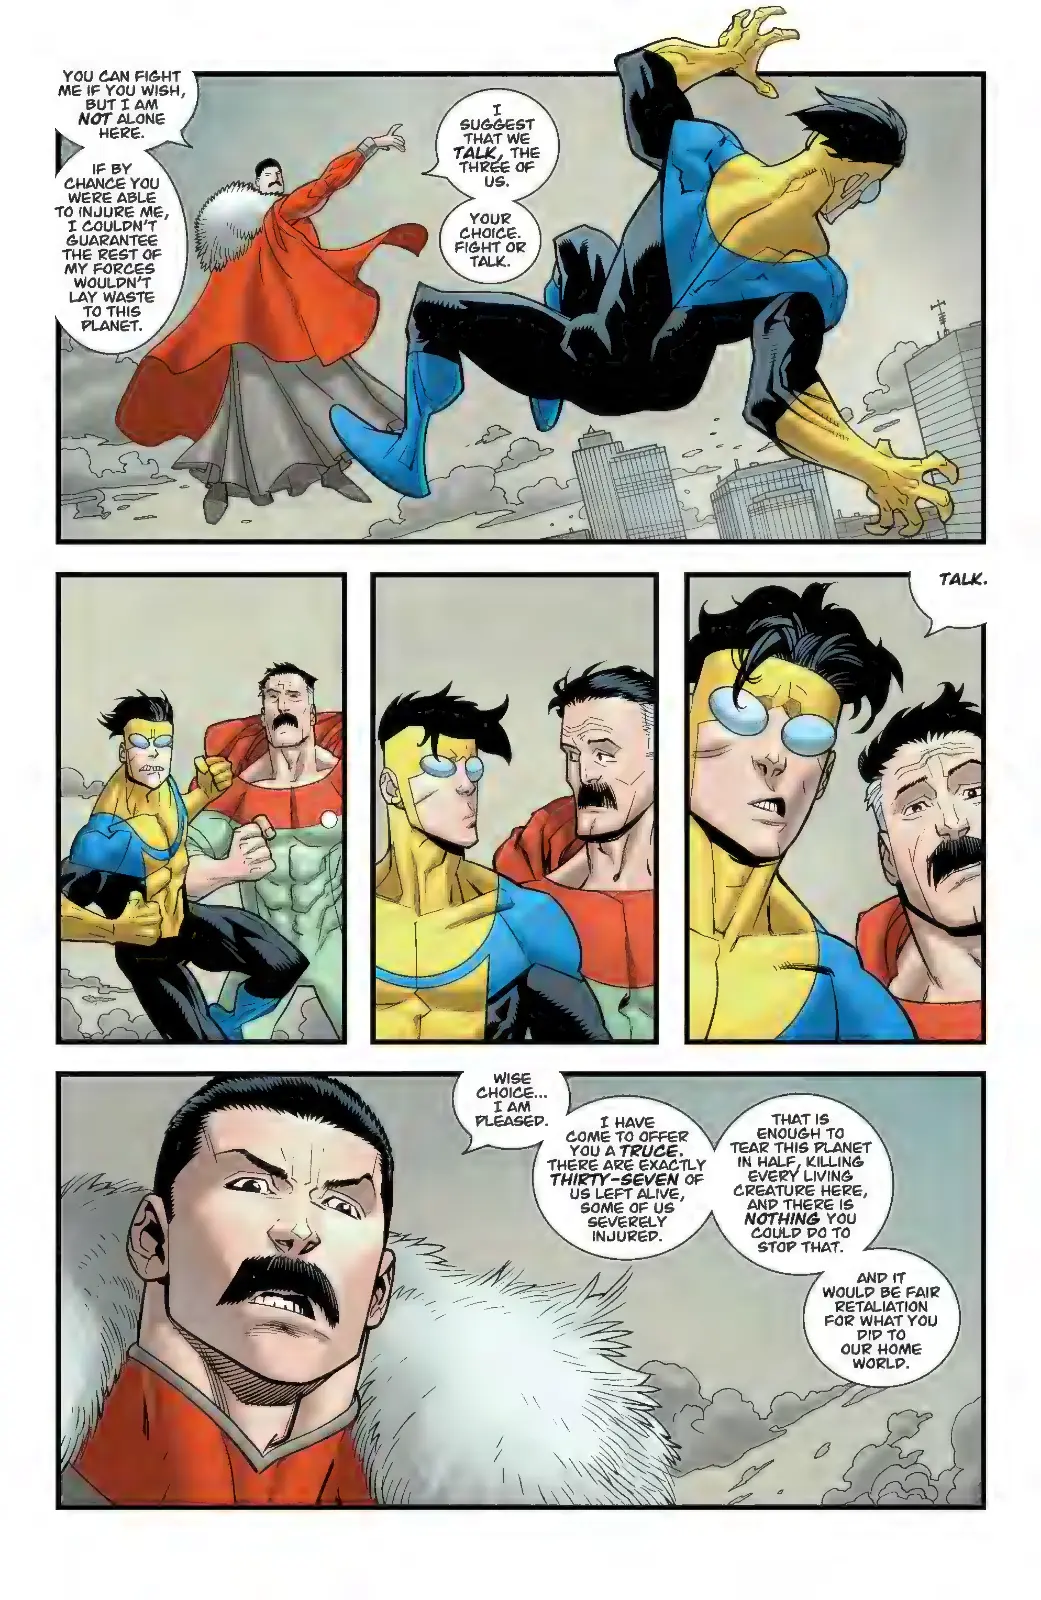 YOU CAN FIGHT
ME IF YOU WISH,
BUT I AM
NOT ALONE
HERE.
IF BY
CHANCE YOU
WERE ABLE
TO INJURE ME,
I COULDN'T
GUARANTEE
THE REST OF
MY FORCES
WOULDN'T
LAY WASTE
TO THIS
PLANET.
I
SUGGEST
THAT WE
TALK, THE
THREE OF
US.
YOUR
CHOICE.
FIGHT OR
TALK.
TALK.
WISE
CHOICE...
I AM
PLEASED.
I HAVE
COME TO OFFER
YOU A TRUCE.
THERE ARE EXACTLY
THIRTY-SEVEN OF
US LEFT ALIVE,
SOME OF US
SEVERELY
INJURED.
THAT IS
ENOUGH TO
TEAR THIS PLANET
IN HALF, KILLING
EVERY LIVING
CREATURE HERE,
AND THERE IS
NOTHING YOU
COULD DO TO
STOP THAT.
AND IT
WOULD BE FAIR
RETALIATION
FOR WHAT YOU
DID TO
OUR HOME
WORLD.